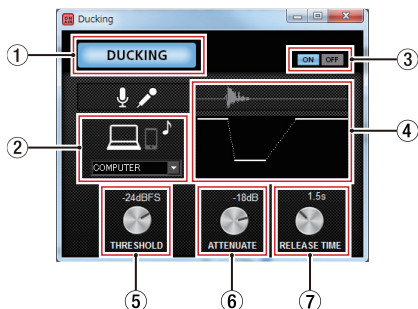 Ducking
① DUCKING
ON OFF ③
② COMPUTER
④
-24dBFS -18dB 1.5s
THRESHOLD ATTENUATE RELEASE TIME
⑤ ⑥ ⑦